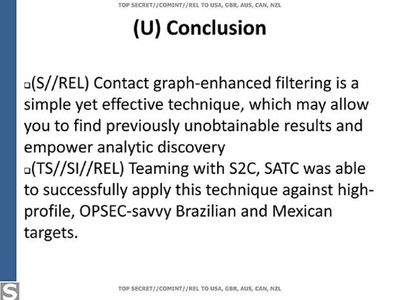 TOP SECRET//COMINT//REL TO USA, GBR, AUS, CAN, NZL
(U) Conclusion
❑(S//REL) Contact graph-enhanced filtering is a
simple yet effective technique, which may allow
you to find previously unobtainable results and
empower analytic discovery
❑(TS//SI//REL) Teaming with S2C, SATC was able
to successfully apply this technique against high-
profile, OPSEC-savvy Brazilian and Mexican
targets.
S
TOP SECRET//COMINT//REL TO USA, GBR, AUS, CAN, NZL